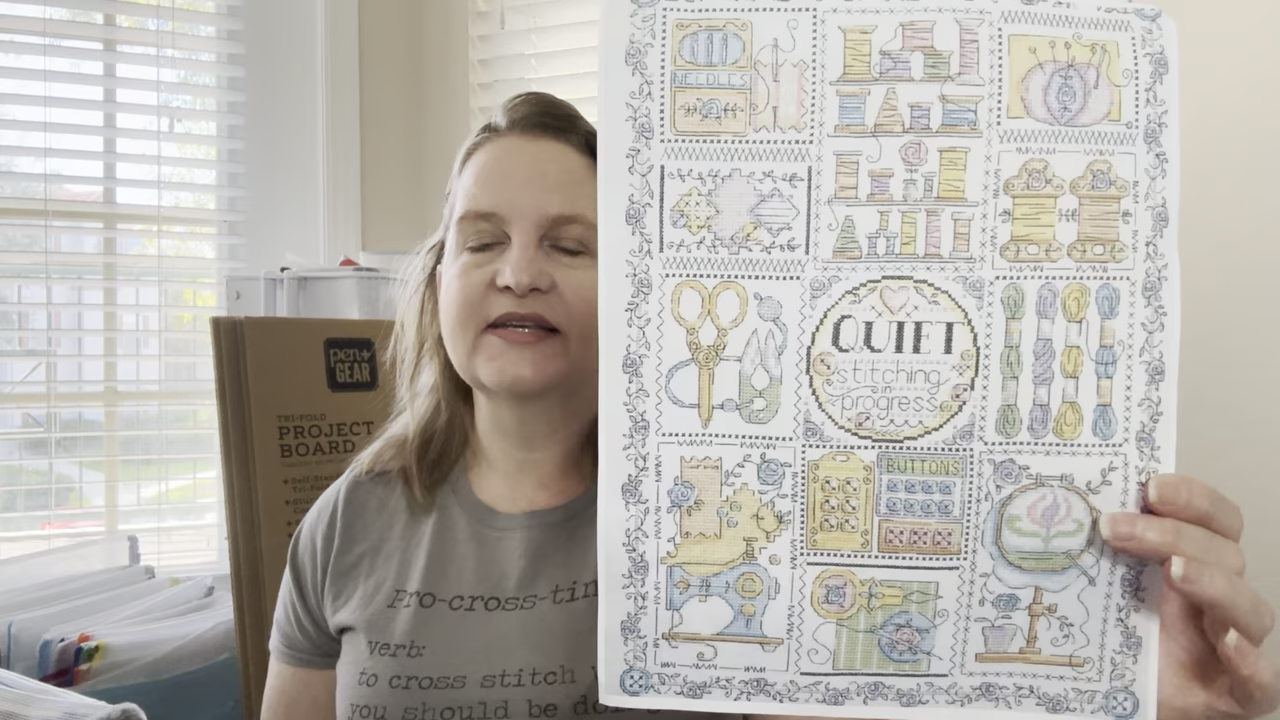 NEEDLES
QUIET
stitching
in
progress
BUTTONS
pen+
GEAR
TRI-FOLD
PROJECT
BOARD
Pro-cross-tin
verb:
to cross stitch
you should be doing